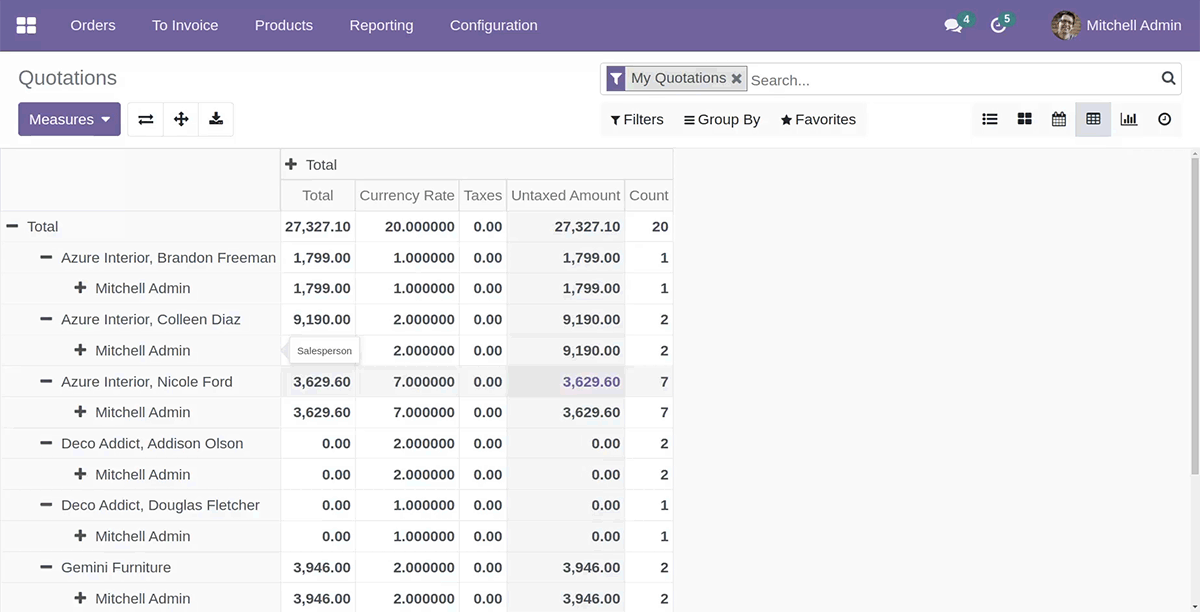 Orders To Invoice Products Reporting Configuration 4 5 Mitchell Admin
Quotations
My Quotations Search...
Measures Filters Group By Favorites
Total
Total Currency Rate Taxes Untaxed Amount Count
Total 27,327.10 20.000000 0.00 27,327.10 20
Azure Interior, Brandon Freeman 1,799.00 1.000000 0.00 1,799.00 1
Mitchell Admin 1,799.00 1.000000 0.00 1,799.00 1
Azure Interior, Colleen Diaz 9,190.00 2.000000 0.00 9,190.00 2
Mitchell Admin Salesperson 2.000000 0.00 9,190.00 2
Azure Interior, Nicole Ford 3,629.60 7.000000 0.00 3,629.60 7
Mitchell Admin 3,629.60 7.000000 0.00 3,629.60 7
Deco Addict, Addison Olson 0.00 2.000000 0.00 0.00 2
Mitchell Admin 0.00 2.000000 0.00 0.00 2
Deco Addict, Douglas Fletcher 0.00 1.000000 0.00 0.00 1
Mitchell Admin 0.00 1.000000 0.00 0.00 1
Gemini Furniture 3,946.00 2.000000 0.00 3,946.00 2
Mitchell Admin 3,946.00 2.000000 0.00 3,946.00 2